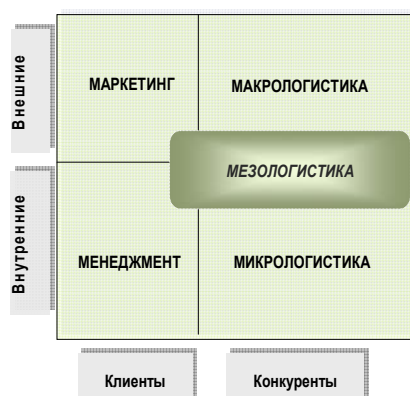 Внешние
МАРКЕТИНГ
МАКРОЛОГИСТИКА
МЕЗОЛОГИСТИКА
Внутренние
МЕНЕДЖМЕНТ
МИКРОЛОГИСТИКА
Клиенты
Конкуренты